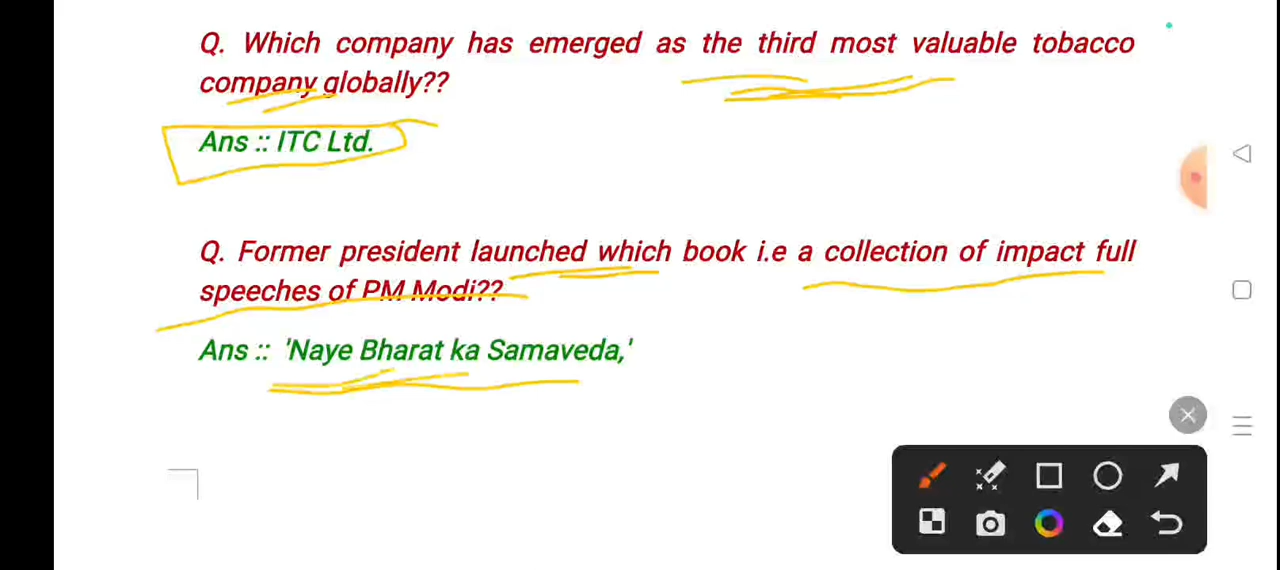 Q. Which company has emerged as the third most valuable tobacco
company globally??
Ans :: ITC Ltd.
Q. Former president launched which book i.e a collection of impact full
speeches of PM Modi??
Ans :: 'Naye Bharat ka Samaveda,'